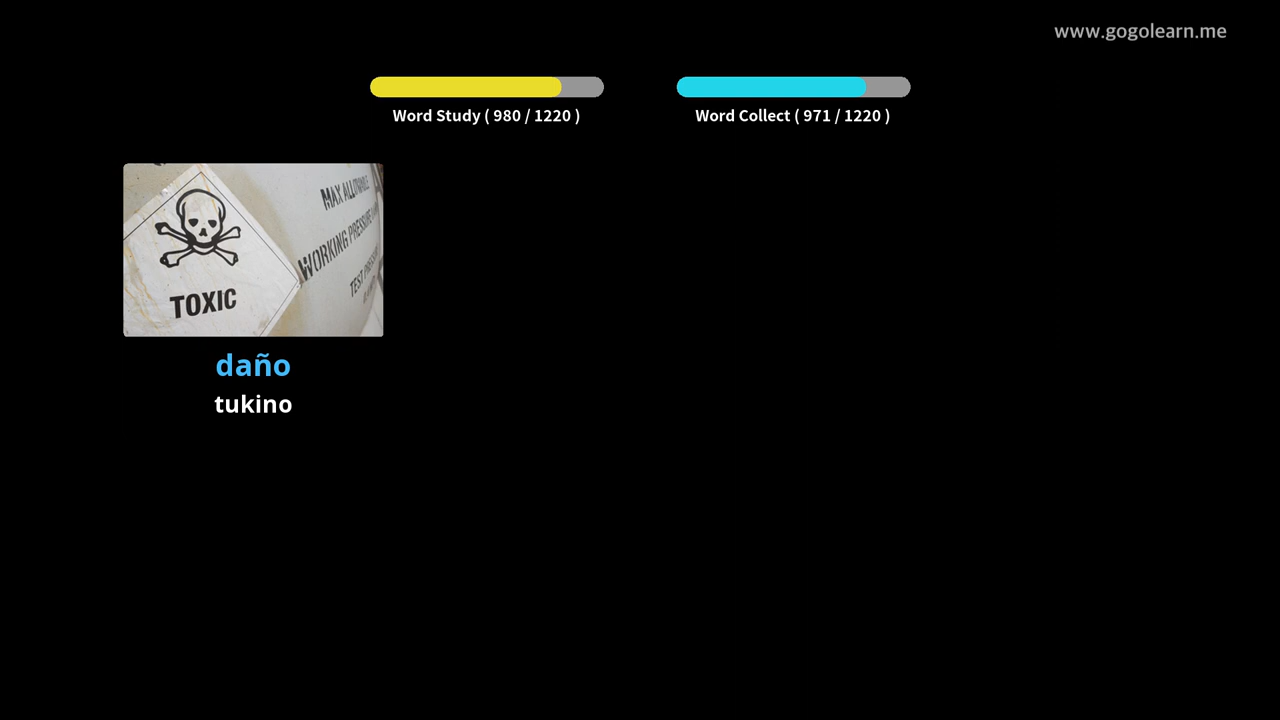 www.gogolearn.me
Word Study ( 980 / 1220 )
Word Collect ( 971 / 1220 )
MAX ALLOWABLE
WORKING PRESSURE
TEST
TOXIC
daño
tukino